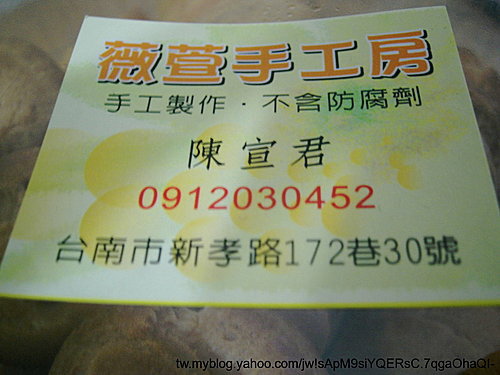 薇萱手工房
手工製作・不含防腐劑
陳宣君
0912030452
台南市新孝路172巷30號
tw.myblog.yahoo.com/jwIsApM9siYQERsC.7qgaOhaQI-